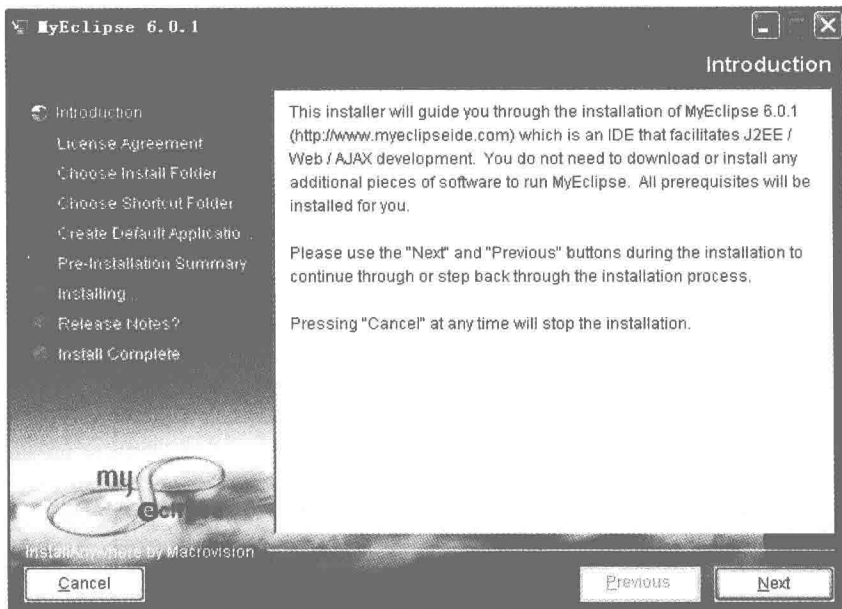 MyEclipse 6.0.1
Introduction
Introduction
License Agreement
Choose Install Folder
Choose Shortcut Folder
Create Default Applicatio...
Pre-Installation Summary
Installing...
Release Notes?
Install Complete
This installer will guide you through the installation of MyEclipse 6.0.1
(http://www.myeclipseide.com) which is an IDE that facilitates J2EE /
Web / AJAX development. You do not need to download or install any
additional pieces of software to run MyEclipse. All prerequisites will be
installed for you.
Please use the "Next" and "Previous" buttons during the installation to
continue through or step back through the installation process.
Pressing "Cancel" at any time will stop the installation.
my
InstallAnywhere by Macrovision
Cancel
Previous
Next